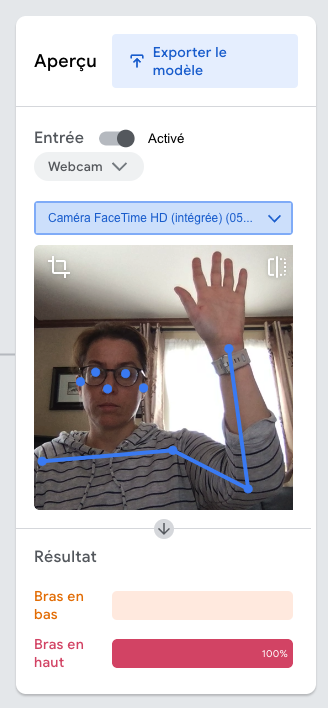 Aperçu
Exporter le
modèle
Entrée
Activé
Webcam
Caméra FaceTime HD (intégrée) (05...
Résultat
Bras en
bas
Bras en
haut
100%